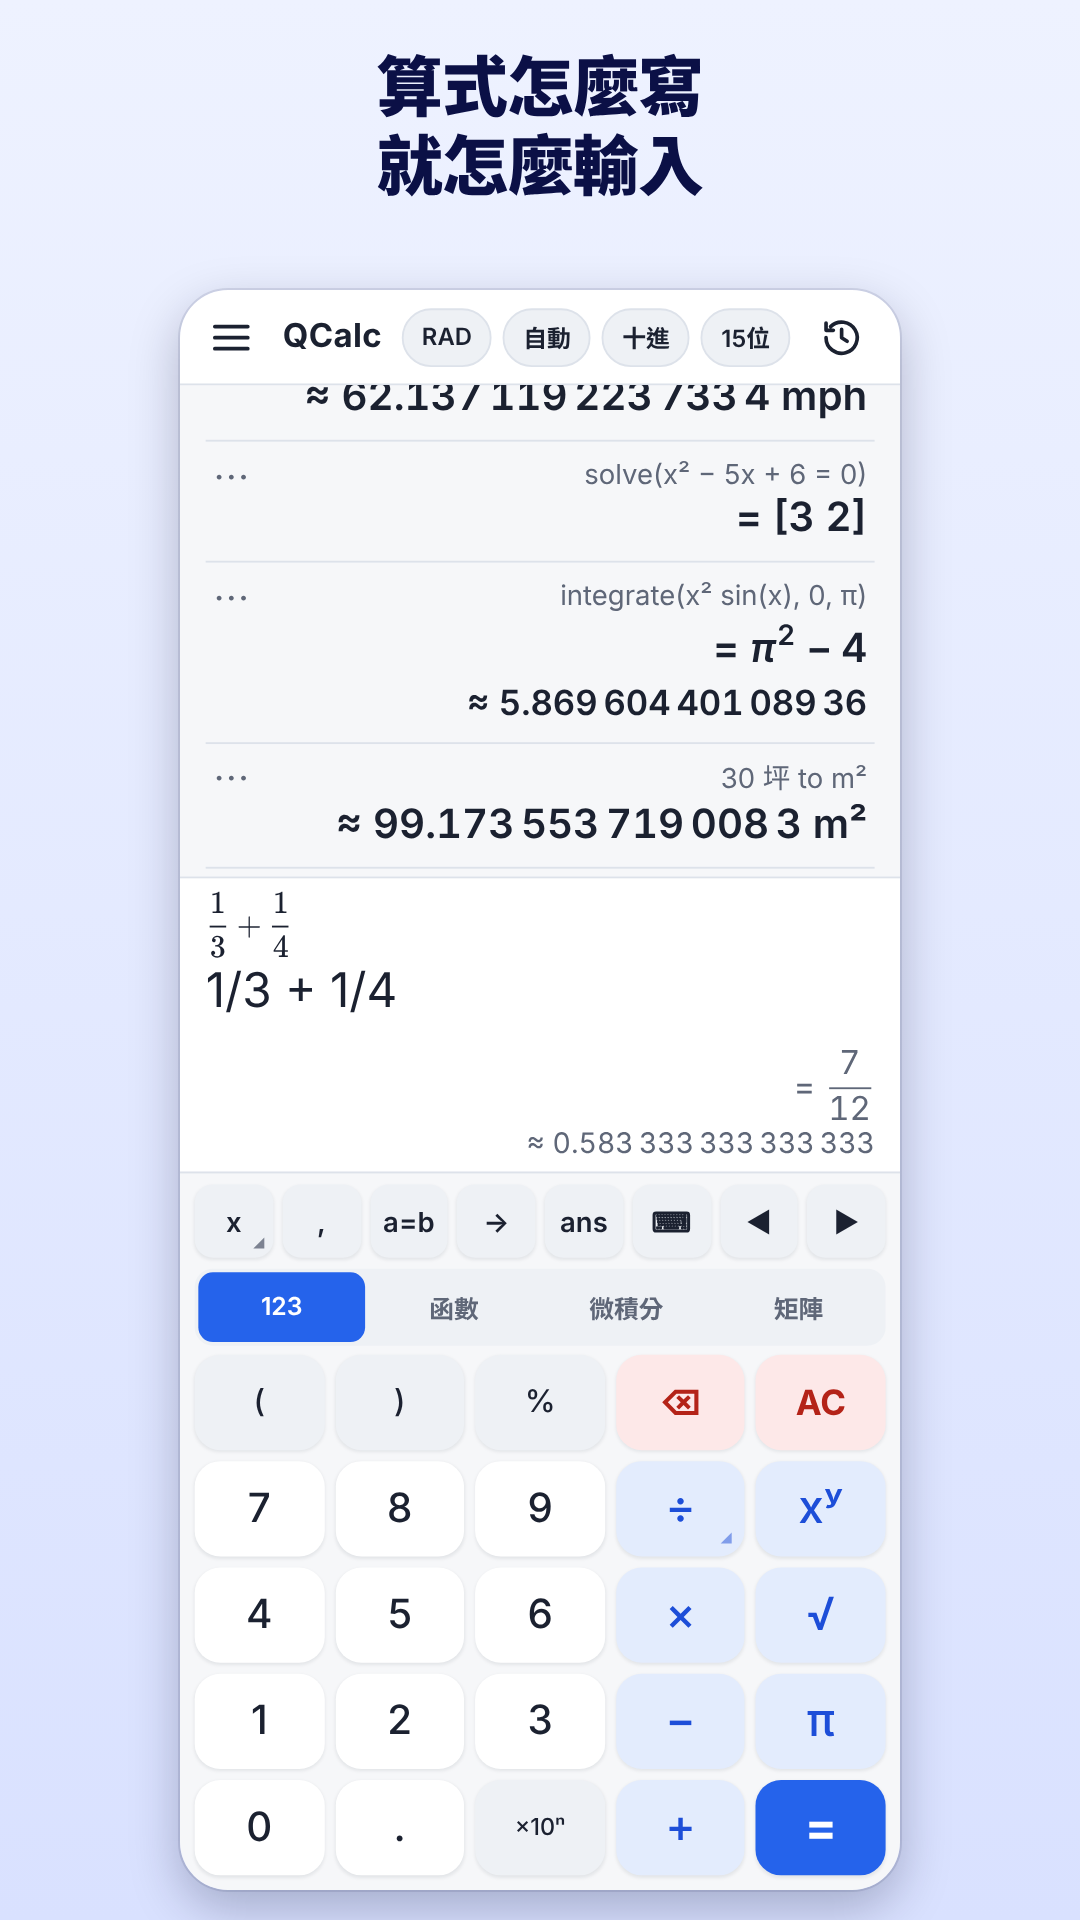 算式怎麼寫
就怎麼輸入
QCalc RAD 自動 十進 15位
≈ 62.137 119 223 733 4 mph
··· solve(x² − 5x + 6 = 0)
= [3 2]
··· integrate(x² sin(x), 0, π)
= π² − 4
≈ 5.869 604 401 089 36
··· 30 坪 to m²
≈ 99.173 553 719 008 3 m²
1/3 + 1/4
1/3 + 1/4
= 7/12
≈ 0.583 333 333 333 333
x , a=b → ans ⌨ ◀ ▶
123 函數 微積分 矩陣
( ) % ⌫ AC
7 8 9 ÷ xʸ
4 5 6 × √
1 2 3 − π
0 . ×10ⁿ + =